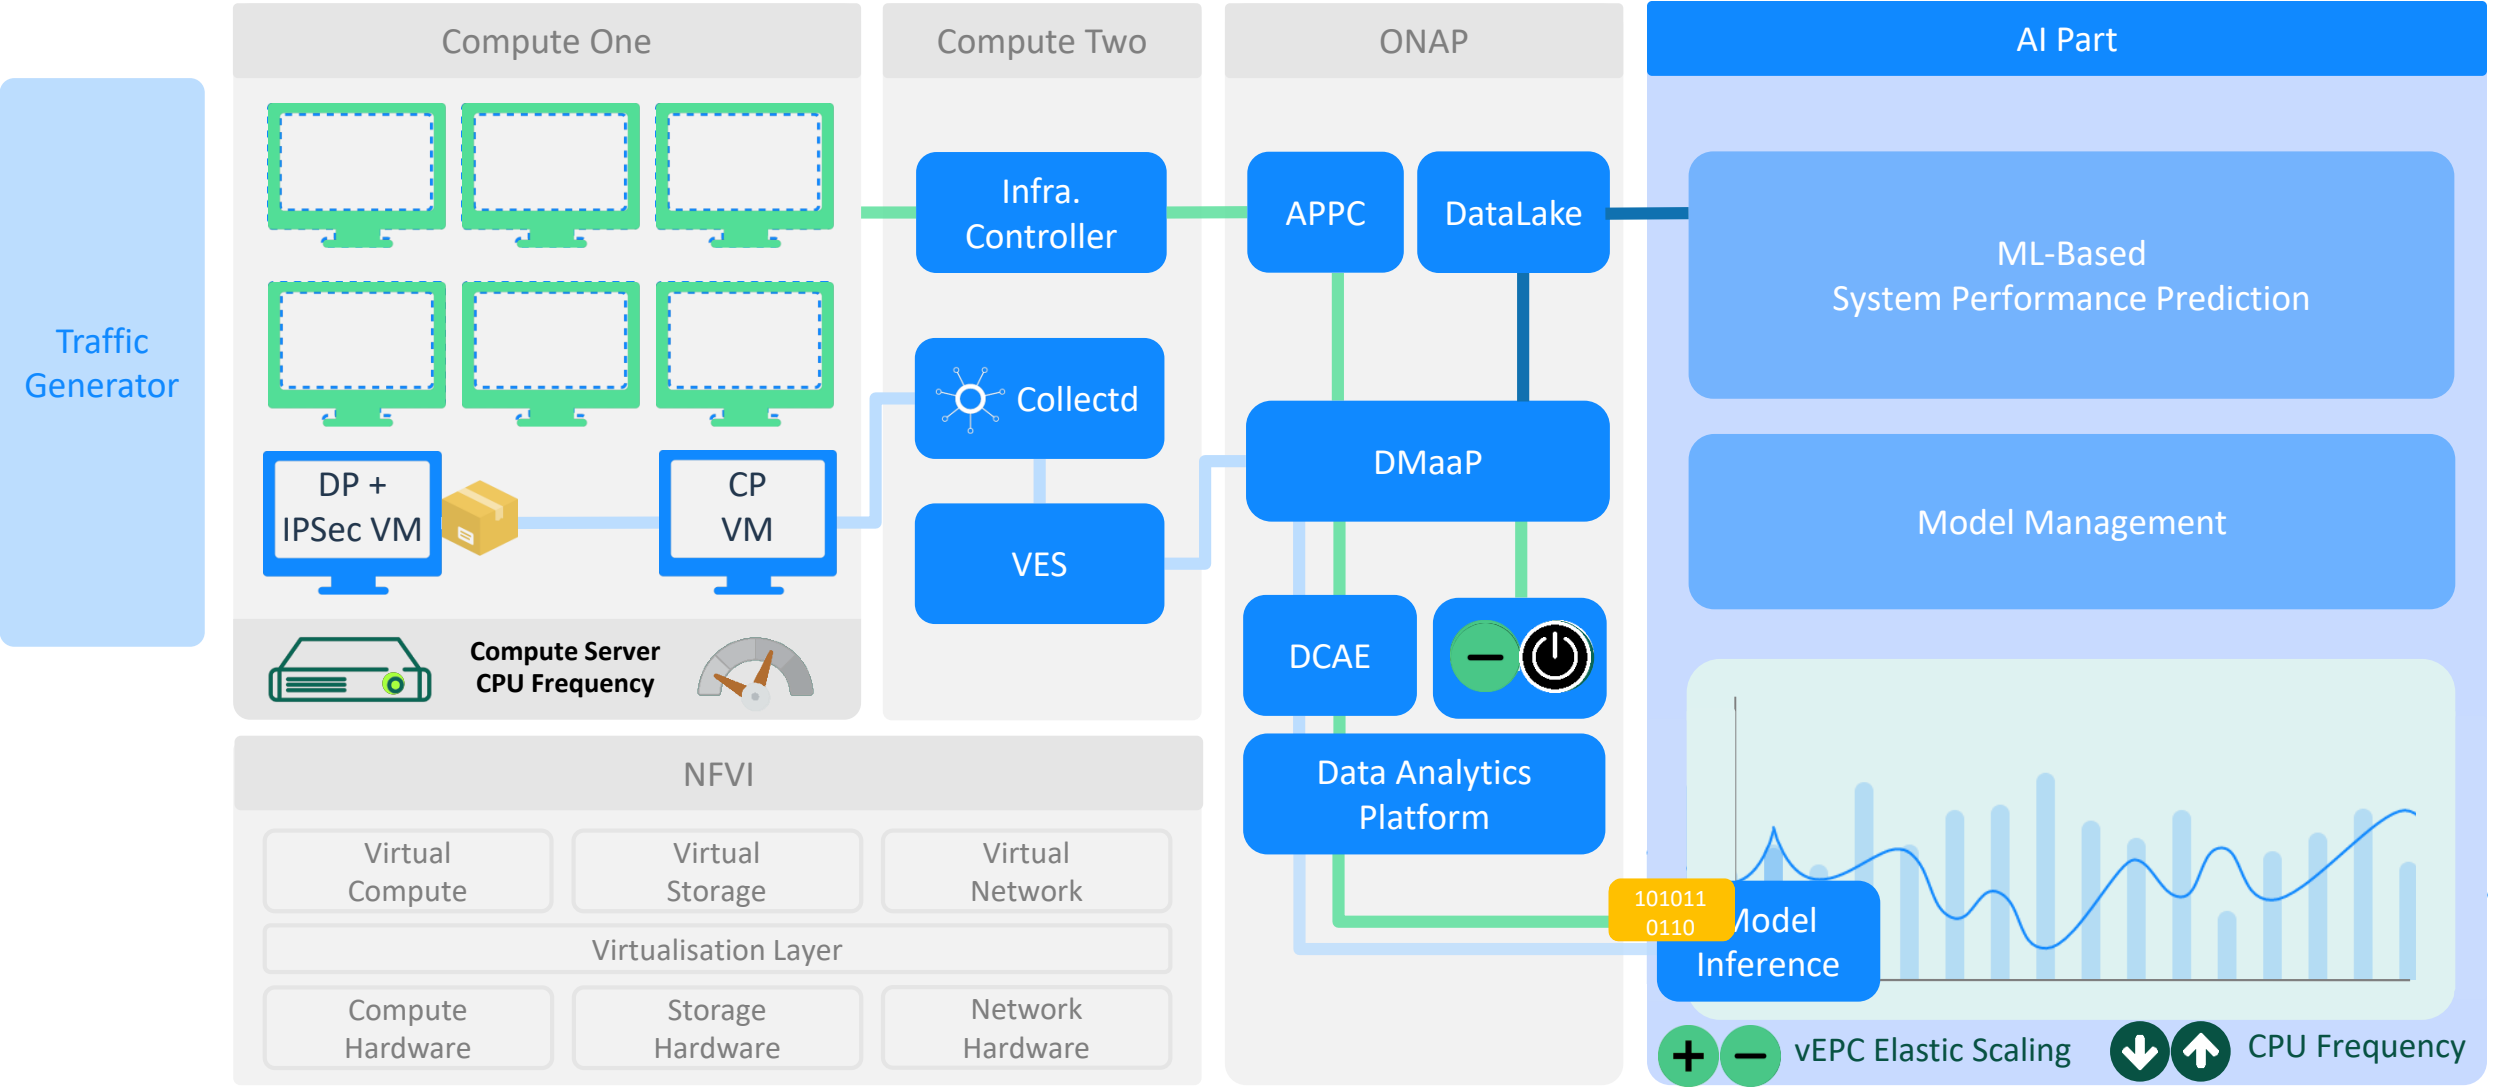 Traffic
Generator
Compute One
DP +
IPSec VM
CP
VM
Compute Server
CPU Frequency
Compute Two
Infra.
Controller
Collectd
VES
NFVI
Virtual
Compute
Virtual
Storage
Virtual
Network
Virtualisation Layer
Compute
Hardware
Storage
Hardware
Network
Hardware
ONAP
APPC
DataLake
DMaaP
DCAE
Data Analytics
Platform
AI Part
ML-Based
System Performance Prediction
Model Management
101011
0110
Model
Inference
vEPC Elastic Scaling
CPU Frequency